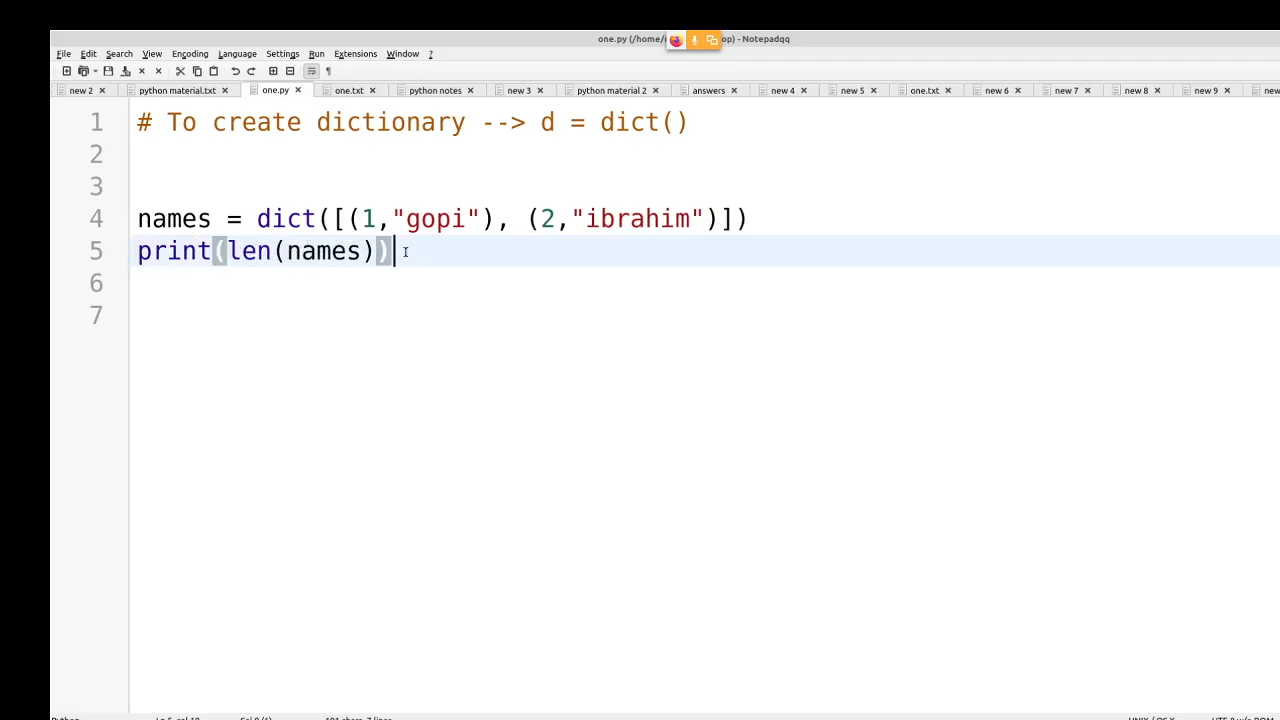 one.py (/home/ op) - Notepadqq
File Edit Search View Encoding Language Settings Run Extensions Window ?
new 2 python material.txt one.py one.txt python notes new 3 python material 2 answers new 4 new 5 one.txt new 6 new 7 new 8 new 9 new
1 # To create dictionary --> d = dict()
2
3
4 names = dict([(1,"gopi"), (2,"ibrahim")])
5 print(len(names))
6
7